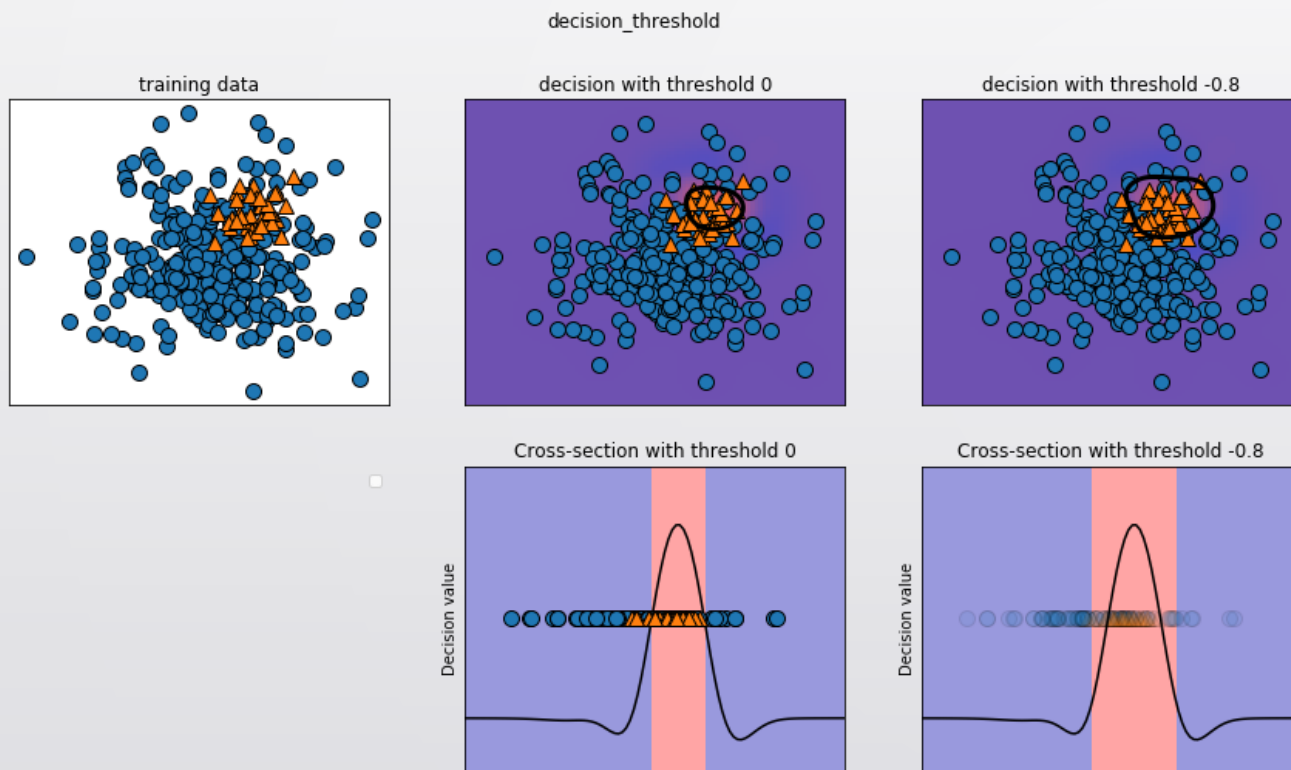 decision_threshold
training data
decision with threshold 0
decision with threshold -0.8
Cross-section with threshold 0
Cross-section with threshold -0.8
Decision value
Decision value